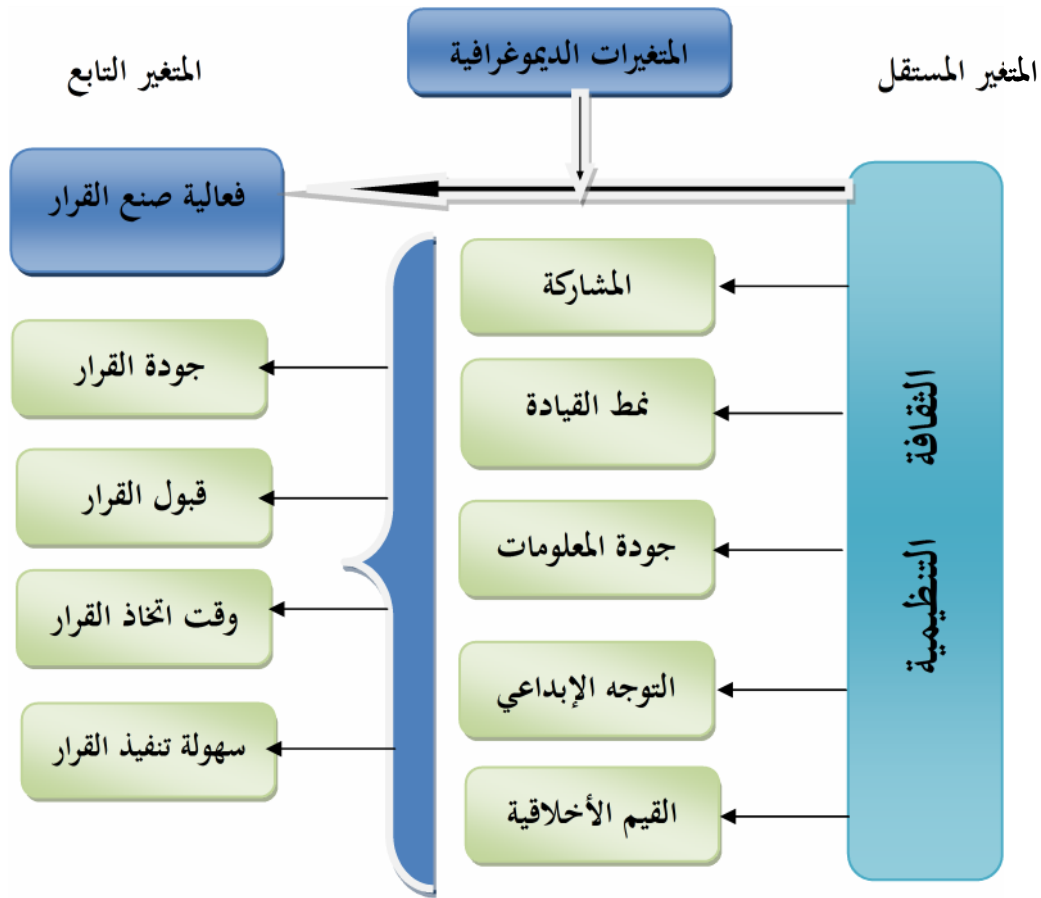 المتغيرات الديموغرافية
المتغير المستقل
المتغير التابع
فعالية صنع القرار
الثقافة التنظيمية
المشاركة
نمط القيادة
جودة المعلومات
التوجه الإبداعي
القيم الأخلاقية
جودة القرار
قبول القرار
وقت اتخاذ القرار
سهولة تنفيذ القرار